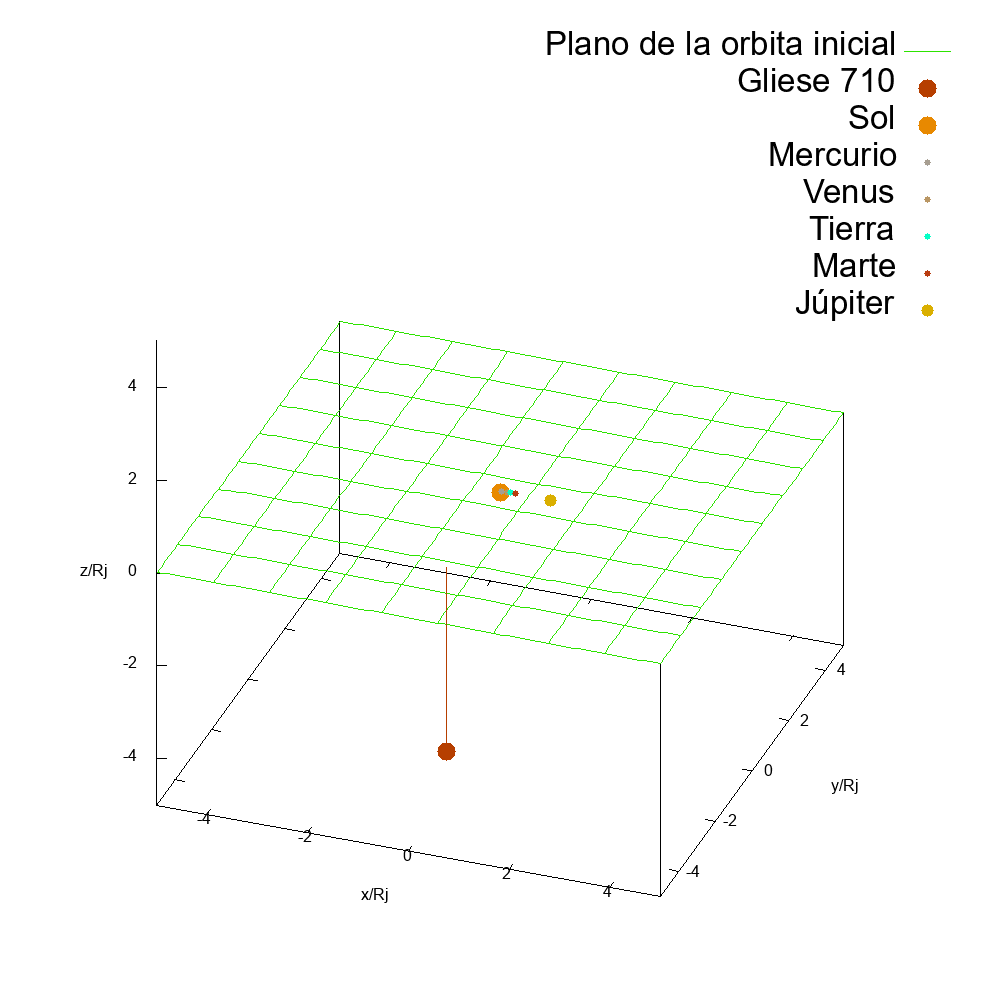 Plano de la orbita inicial
Gliese 710
Sol
Mercurio
Venus
Tierra
Marte
Júpiter
4
2
z/Rj
0
-2
-4
-4
-2
0
2
4
x/Rj
4
2
0
y/Rj
-2
-4